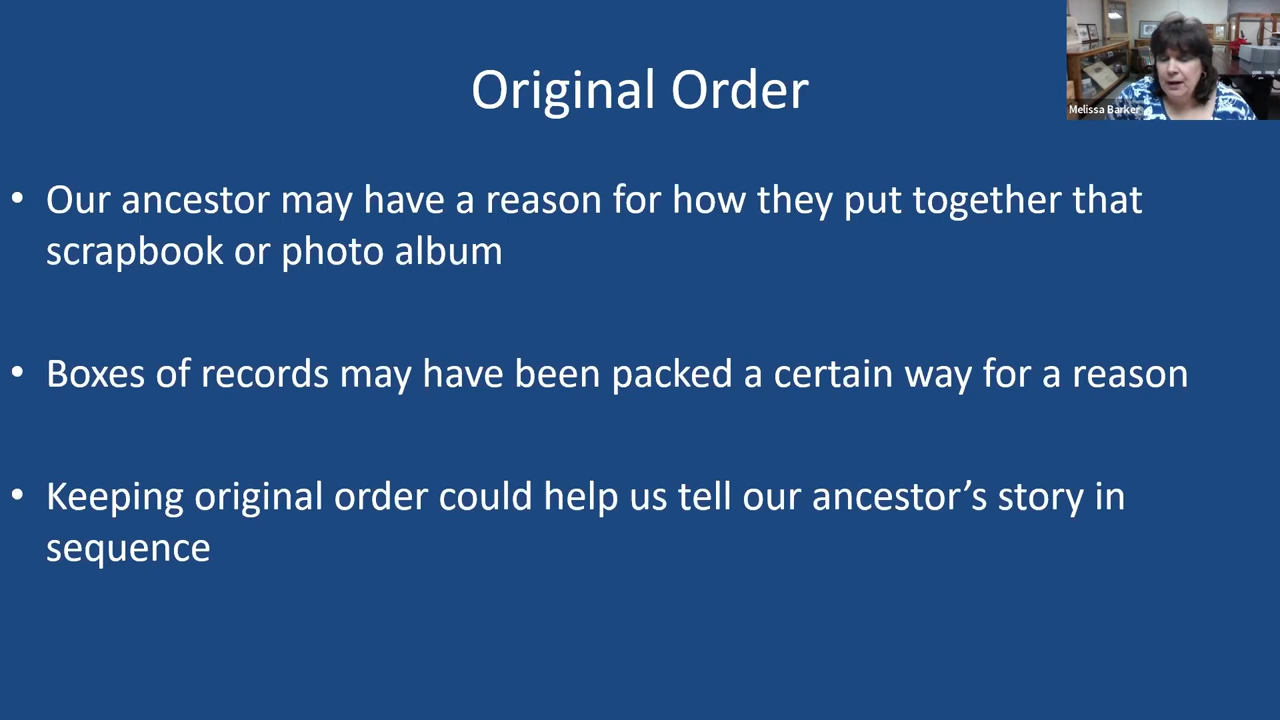 Original Order
Melissa Barker
• Our ancestor may have a reason for how they put together that
scrapbook or photo album
• Boxes of records may have been packed a certain way for a reason
• Keeping original order could help us tell our ancestor’s story in
sequence